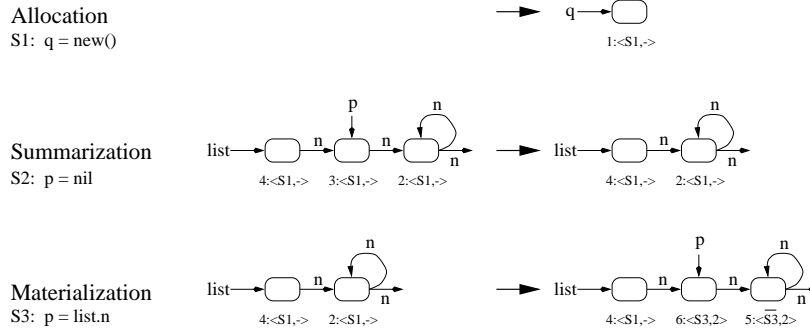 Allocation
S1: q = new()
q
1:<S1,->
Summarization
S2: p = nil
list
n
p
n
n
n
4:<S1,->
3:<S1,->
2:<S1,->
list
n
n
n
4:<S1,->
2:<S1,->
Materialization
S3: p = list.n
list
n
n
n
4:<S1,->
2:<S1,->
list
n
p
n
n
n
4:<S1,->
6:<S3,2>
5:<S̅3̅,2>